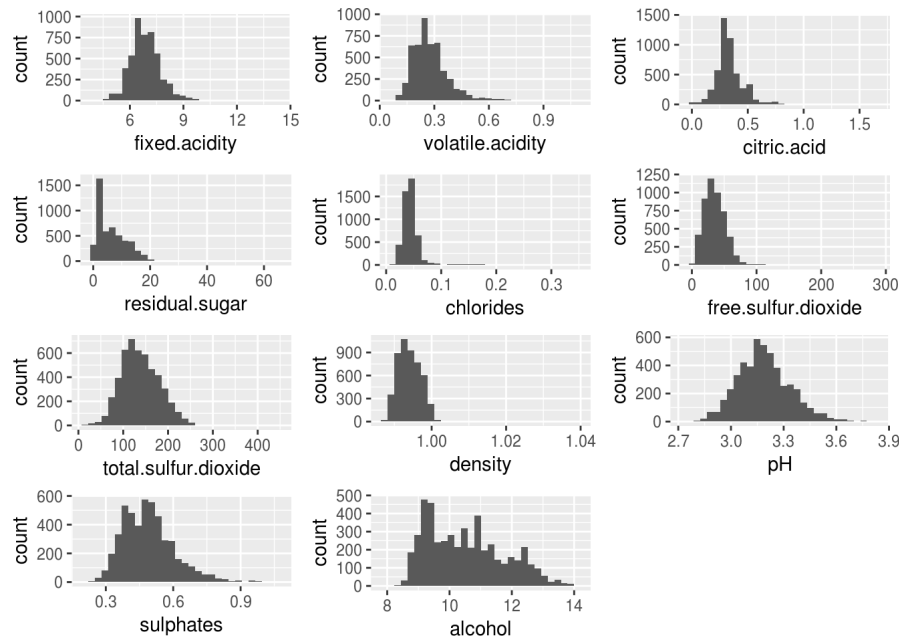 count
1000
750
500
250
0
6 9 12 15
fixed.acidity
count
1000
750
500
250
0
0.0 0.3 0.6 0.9
volatile.acidity
count
1500
1000
500
0
0.0 0.5 1.0 1.5
citric.acid
count
1500
1000
500
0
0 20 40 60
residual.sugar
count
1500
1000
500
0
0.0 0.1 0.2 0.3
chlorides
count
1250
1000
750
500
250
0
0 100 200 300
free.sulfur.dioxide
count
600
400
200
0
0 100 200 300 400
total.sulfur.dioxide
count
900
600
300
0
1.00 1.02 1.04
density
count
600
400
200
0
2.7 3.0 3.3 3.6 3.9
pH
count
600
400
200
0
0.3 0.6 0.9
sulphates
count
500
400
300
200
100
0
8 10 12 14
alcohol